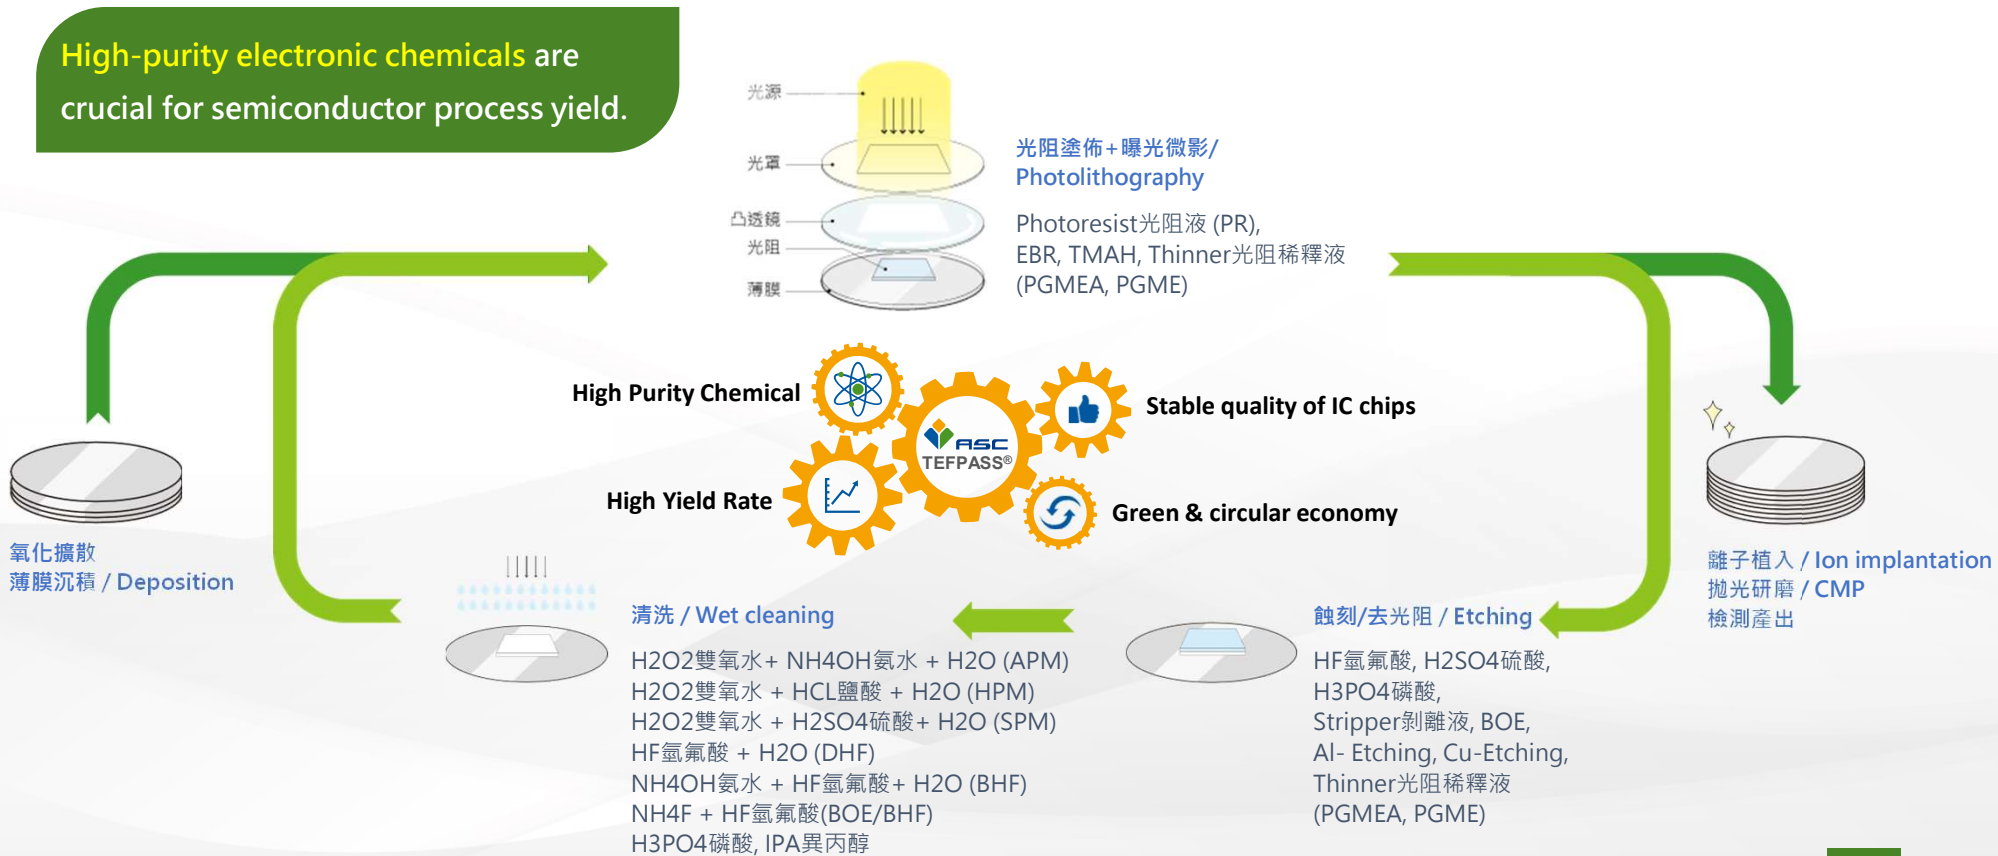 High-purity electronic chemicals are
crucial for semiconductor process yield.
光源
光罩
凸透鏡
光阻
薄膜
光阻塗佈+曝光微影/
Photolithography
Photoresist光阻液 (PR),
EBR, TMAH, Thinner光阻稀釋液
(PGMEA, PGME)
High Purity Chemical
Stable quality of IC chips
ASC
TEFPASS®
High Yield Rate
Green & circular economy
氧化擴散
薄膜沉積 / Deposition
離子植入 / Ion implantation
拋光研磨 / CMP
檢測產出
清洗 / Wet cleaning
H2O2雙氧水+ NH4OH氨水 + H2O (APM)
H2O2雙氧水 + HCL鹽酸 + H2O (HPM)
H2O2雙氧水 + H2SO4硫酸+ H2O (SPM)
HF氫氟酸 + H2O (DHF)
NH4OH氨水 + HF氫氟酸+ H2O (BHF)
NH4F + HF氫氟酸(BOE/BHF)
H3PO4磷酸, IPA異丙醇
蝕刻/去光阻 / Etching
HF氫氟酸, H2SO4硫酸,
H3PO4磷酸,
Stripper剝離液, BOE,
Al- Etching, Cu-Etching,
Thinner光阻稀釋液
(PGMEA, PGME)